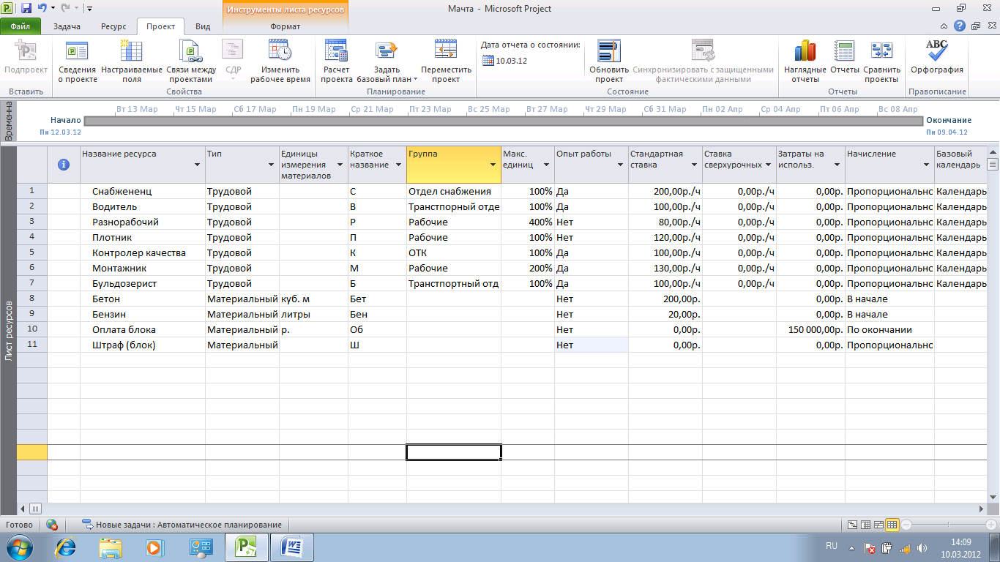 Инструменты листа ресурсов
Мачта - Microsoft Project
Файл Задача Ресурс Проект Вид Формат
Подпроект
Сведения о проекте
Настраиваемые поля
Связи между проектами
СДР
Изменить рабочее время
Расчет проекта
Задать базовый план
Переместить проект
Дата отчета о состоянии:
10.03.12
Обновить проект
Синхронизировать с защищенными фактическими данными
Наглядные отчеты
Отчеты
Сравнить проекты
ABC
Орфография
Вставить Свойства Планирование Состояние Отчеты Правописание
Временна
Вт 13 Мар Чт 15 Мар Сб 17 Мар Пн 19 Мар Ср 21 Мар Пт 23 Мар Вс 25 Мар Вт 27 Мар Чт 29 Мар Сб 31 Мар Пн 02 Апр Ср 04 Апр Пт 06 Апр Вс 08 Апр
Начало Окончание
Пн 12.03.12 Пн 09.04.12
Лист ресурсов
Название ресурса Тип Единицы измерения материалов Краткое название Группа Макс. единиц Опыт работы Стандартная ставка Ставка сверхурочных Затраты на использ. Начисление Базовый календарь
1 Снабжененц Трудовой С Отдел снабжения 100% Да 200,00р./ч 0,00р./ч 0,00р. Пропорциональнс Календарь
2 Водитель Трудовой В Транстпорный отде 100% Да 100,00р./ч 0,00р./ч 0,00р. Пропорциональнс Календарь
3 Разнорабочий Трудовой Р Рабочие 400% Нет 80,00р./ч 0,00р./ч 0,00р. Пропорциональнс Календарь
4 Плотник Трудовой П Рабочие 100% Нет 120,00р./ч 0,00р./ч 0,00р. Пропорциональнс Календарь
5 Контролер качества Трудовой К ОТК 100% Да 100,00р./ч 0,00р./ч 0,00р. Пропорциональнс Календарь
6 Монтажник Трудовой М Рабочие 200% Да 130,00р./ч 0,00р./ч 0,00р. Пропорциональнс Календарь
7 Бульдозерист Трудовой Б Транстпортный отд 100% Да 100,00р./ч 0,00р./ч 0,00р. Пропорциональнс Календарь
8 Бетон Материальный куб. м Бет Нет 200,00р. 0,00р. В начале
9 Бензин Материальный литры Бен Нет 20,00р. 0,00р. В начале
10 Оплата блока Материальный р. Об Нет 0,00р. 150 000,00р. По окончании
11 Штраф (блок) Материальный Ш Нет 0,00р. 0,00р. Пропорциональнс
Готово Новые задачи : Автоматическое планирование
RU 14:09
10.03.2012